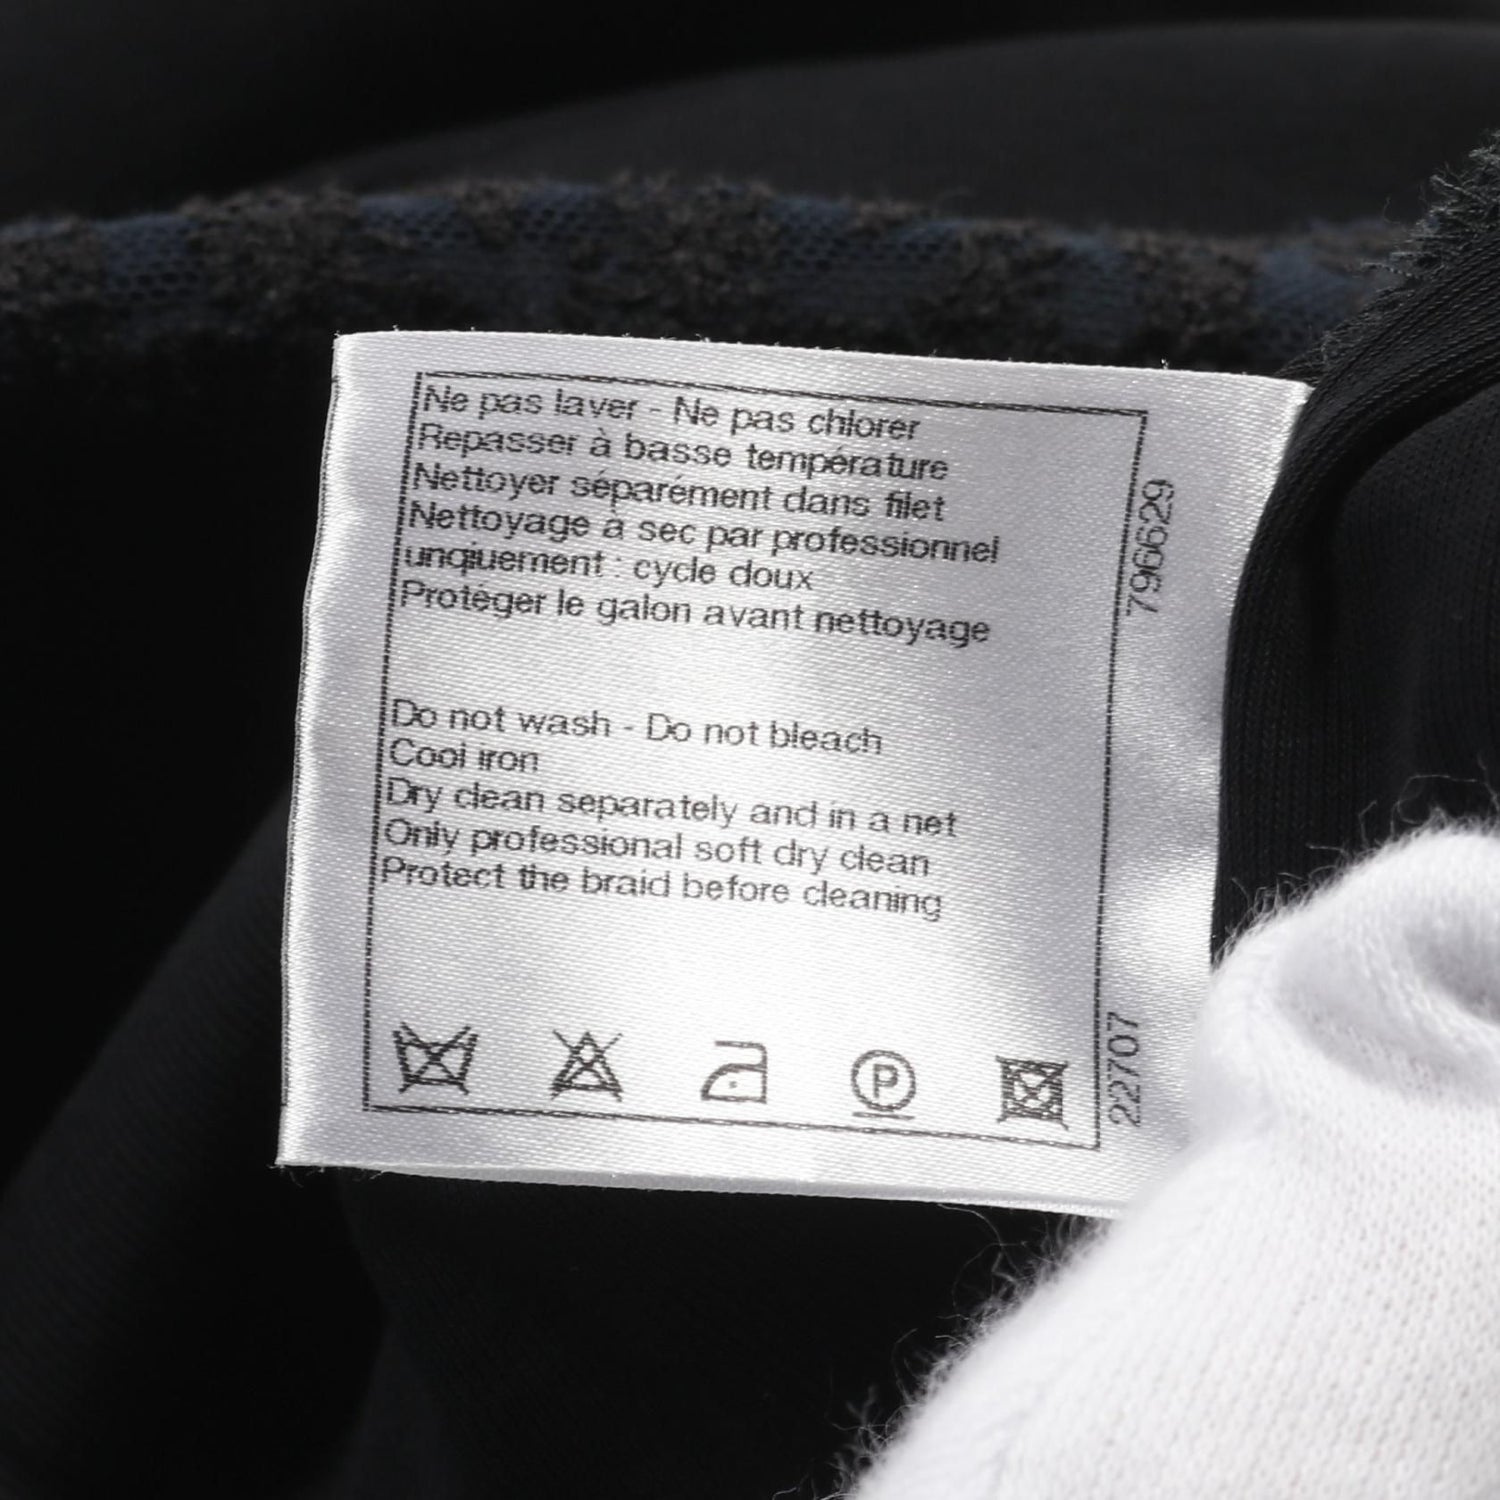 Ne pas laver - Ne pas chlorer
Repasser à basse température
Nettoyer séparément dans filet
Nettoyage à sec par professionnel
unqiuement : cycle doux
Protéger le galon avant nettoyage
Do not wash - Do not bleach
Cool iron
Dry clean separately and in a net
Only professional soft dry clean
Protect the braid before cleaning
P
796629
22707